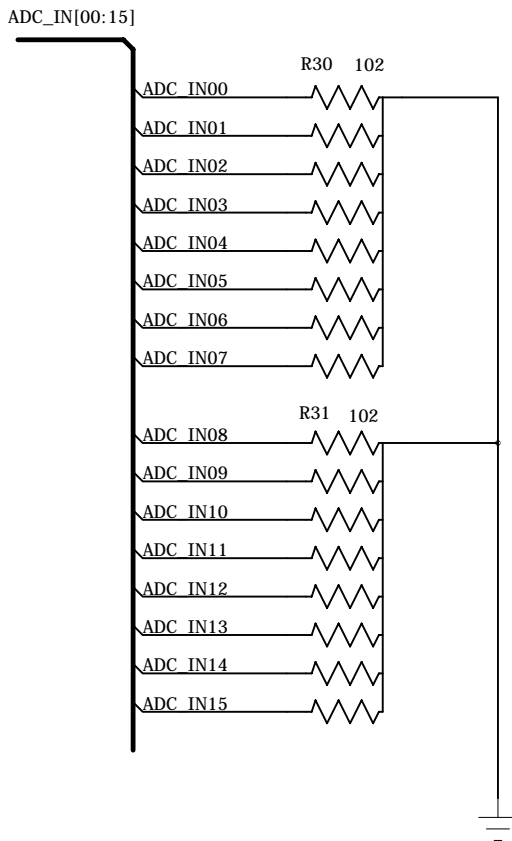 ADC_IN[00:15]
R30 102
ADC_IN00
ADC_IN01
ADC_IN02
ADC_IN03
ADC_IN04
ADC_IN05
ADC_IN06
ADC_IN07
R31 102
ADC_IN08
ADC_IN09
ADC_IN10
ADC_IN11
ADC_IN12
ADC_IN13
ADC_IN14
ADC_IN15